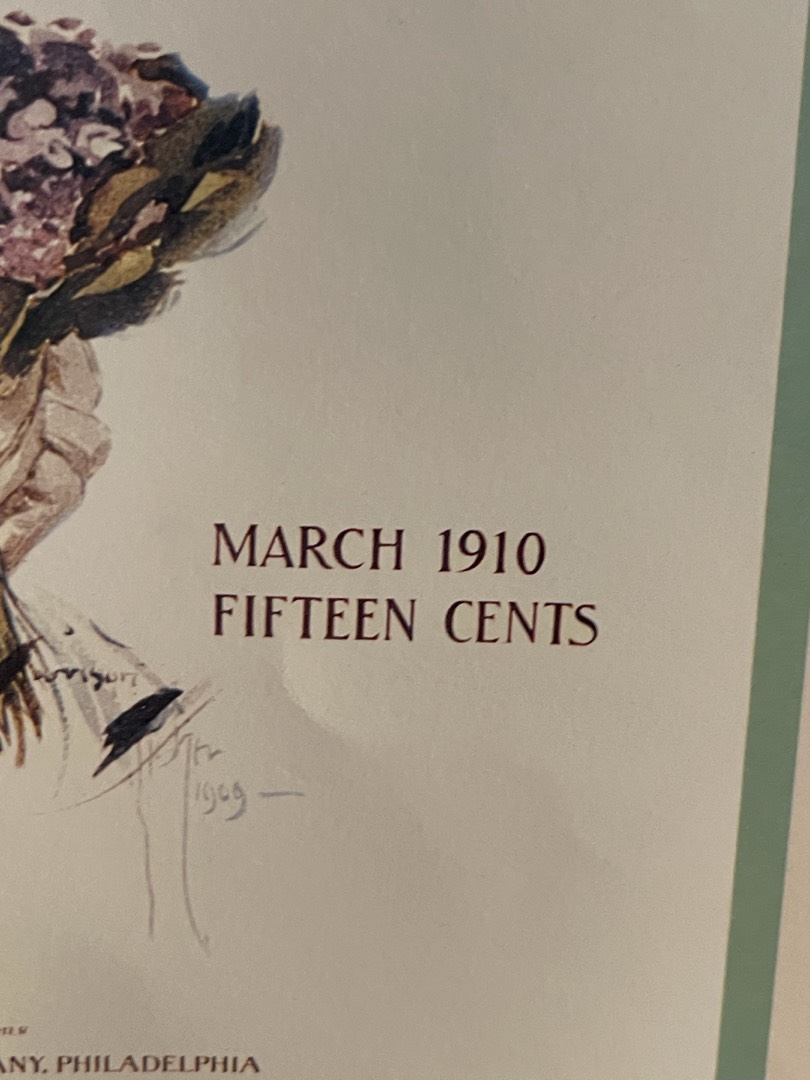 MARCH 1910
FIFTEEN CENTS
1909 —
ANY, PHILADELPHIA